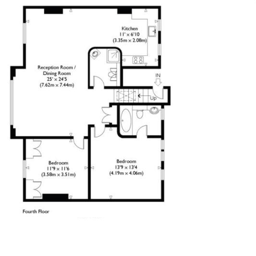 Kitchen
11' x 6'10
(3.35m x 2.08m)
Reception Room /
Dining Room
25' x 24'5
(7.62m x 7.44m)
IN
Up
Bedroom
11'9 x 11'6
(3.58m x 3.51m)
Bedroom
13'9 x 13'4
(4.19m x 4.06m)
Fourth Floor